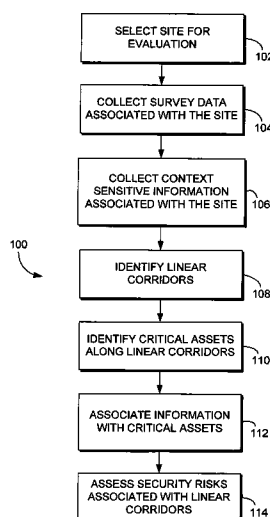 SELECT SITE FOR
EVALUATION
102
COLLECT SURVEY DATA
ASSOCIATED WITH THE SITE
104
COLLECT CONTEXT
SENSITIVE INFORMATION
ASSOCIATED WITH THE SITE
106
100
IDENTIFY LINEAR
CORRIDORS
108
IDENTIFY CRITICAL ASSETS
ALONG LINEAR CORRIDORS
110
ASSOCIATE INFORMATION
WITH CRITICAL ASSETS
112
ASSESS SECURITY RISKS
ASSOCIATED WITH LINEAR
CORRIDORS
114